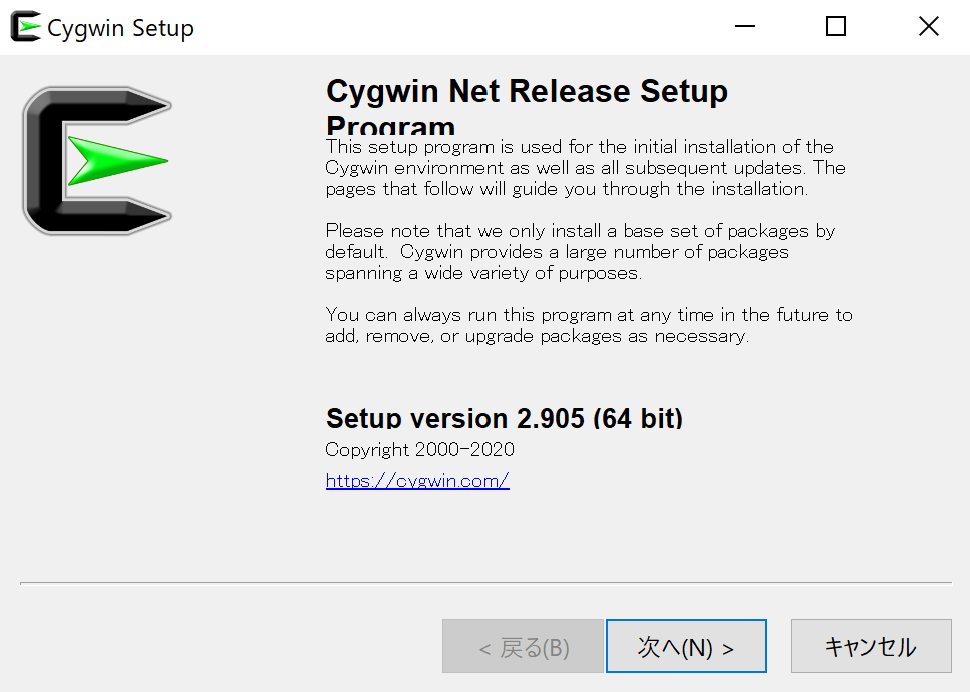 Cygwin Setup
Cygwin Net Release Setup
Program
This setup program is used for the initial installation of the
Cygwin environment as well as all subsequent updates. The
pages that follow will guide you through the installation.
Please note that we only install a base set of packages by
default. Cygwin provides a large number of packages
spanning a wide variety of purposes.
You can always run this program at any time in the future to
add, remove, or upgrade packages as necessary.
Setup version 2.905 (64 bit)
Copyright 2000-2020
https://cygwin.com/
< 戻る(B)
次へ(N) >
キャンセル